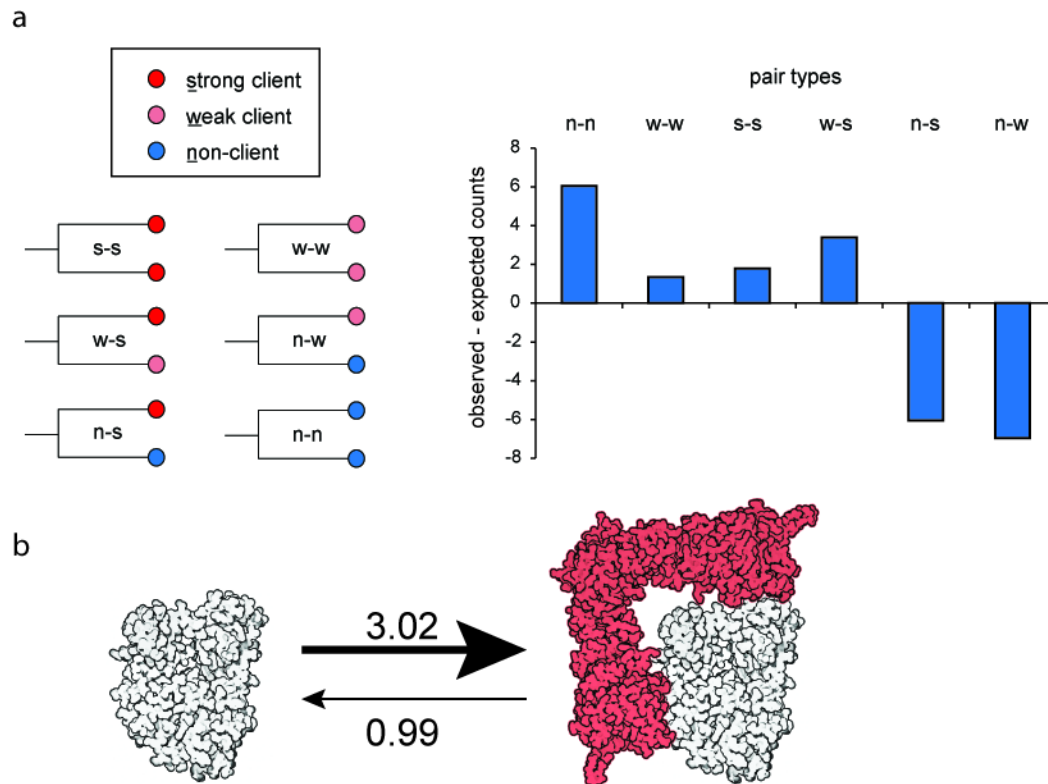 a
strong client
weak client
non-client
s-s
w-w
w-s
n-w
n-s
n-n
pair types
n-n w-w s-s w-s n-s n-w
observed - expected counts
8
6
4
2
0
-2
-4
-6
-8
b
3.02
0.99